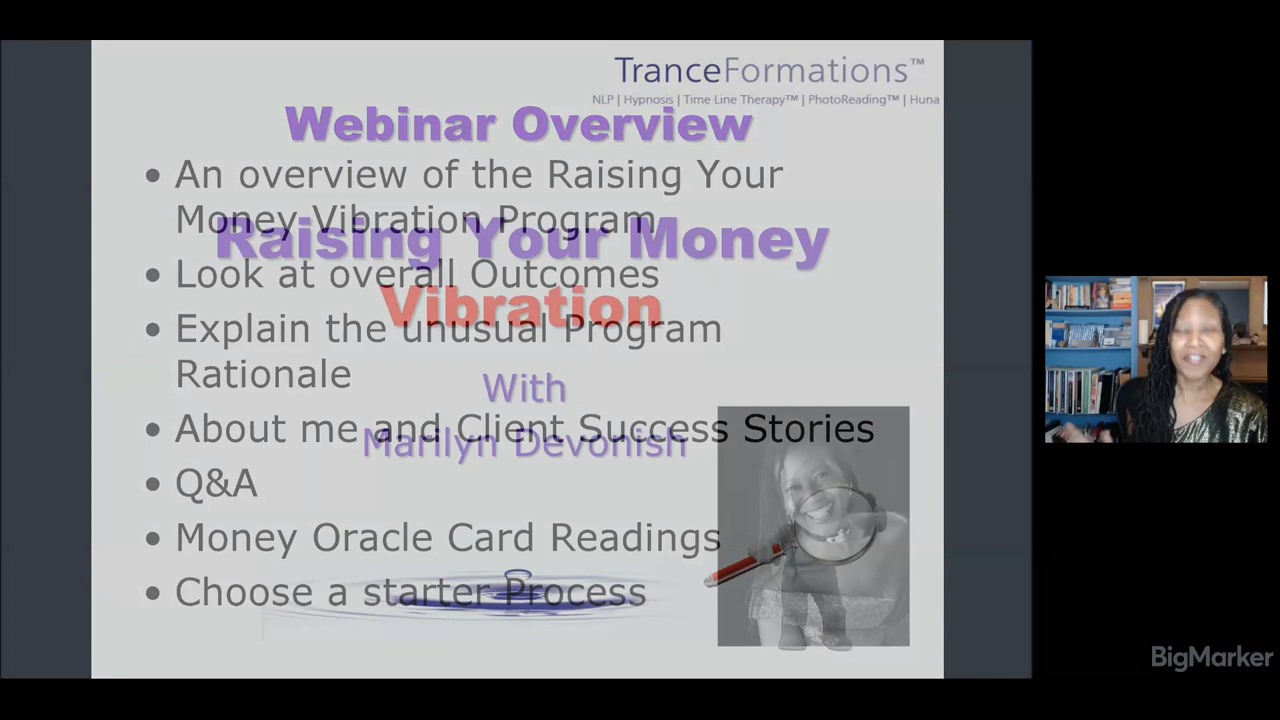 TranceFormations™
NLP | Hypnosis | Time Line Therapy™ | PhotoReading™ | Huna
Webinar Overview
• An overview of the Raising Your
Money Vibration Program
• Look at overall Outcomes
• Explain the unusual Program
Rationale
• About me and Client Success Stories
• Q&A
• Money Oracle Card Readings
• Choose a starter Process
Raising Your Money
Vibration
With
Marilyn Devonish
BigMarker